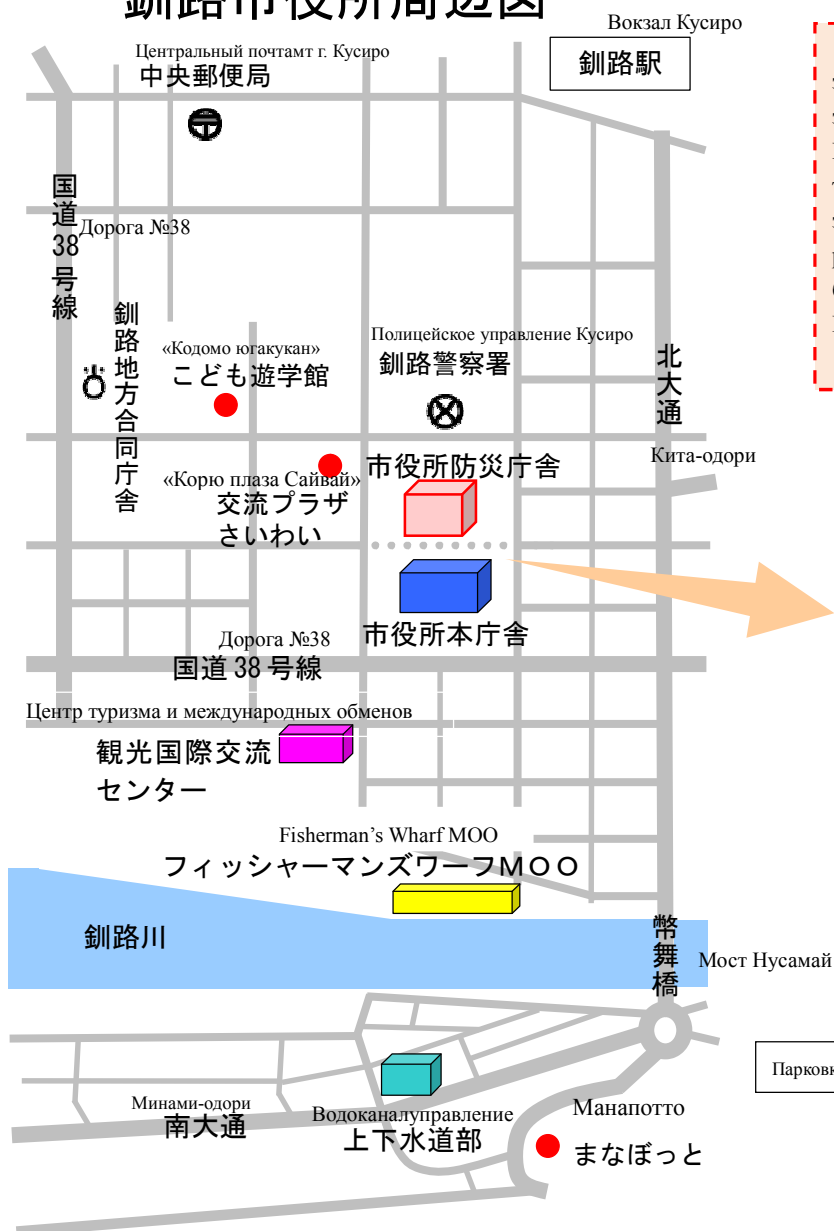 釧路市役所周辺図
Вокзал Кусиро
釧路駅
Центральный почтамт г. Кусиро
中央郵便局
国道38号線
Дорога №38
釧路地方合同庁舎
«Кодомо югакукан»
こども遊学館
Полицейское управление Кусиро
釧路警察署
北大通
Кита-одори
«Корю плаза Сайвай»
交流プラザ
さいわい
市役所防災庁舎
市役所本庁舎
Дорога №38
国道38号線
Центр туризма и международных обменов
観光国際交流
センター
Fisherman’s Wharf MOO
フィッシャーマンズワーフＭＯＯ
釧路川
幣舞橋
Мост Нусамай
Минами-одори
南大通
Водоканалуправление
上下水道部
Манапотто
まなぼっと